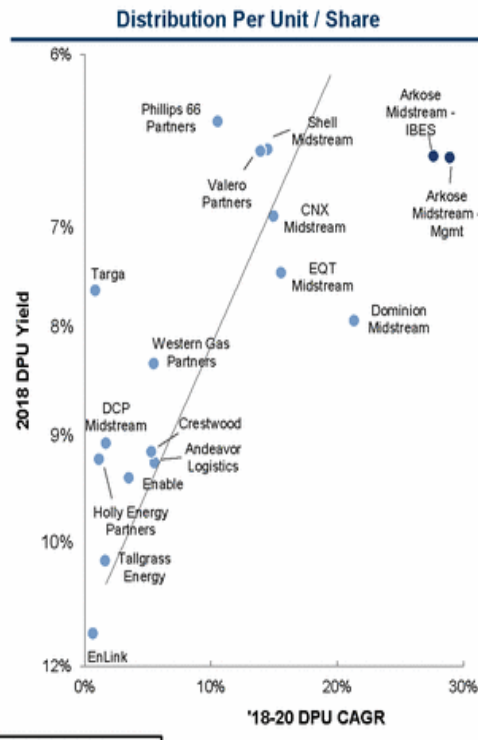 Distribution Per Unit / Share
6%
7%
8%
9%
10%
12%
2018 DPU Yield
Phillips 66
Partners
Shell
Midstream
Valero
Partners
Arkose
Midstream -
IBES
Arkose
Midstream -
Mgmt
CNX
Midstream
EQT
Midstream
Targa
Dominion
Midstream
Western Gas
Partners
DCP
Midstream
Crestwood
Andeavor
Logistics
Enable
Holly Energy
Partners
Tallgrass
Energy
EnLink
0%
10%
20%
30%
'18-20 DPU CAGR